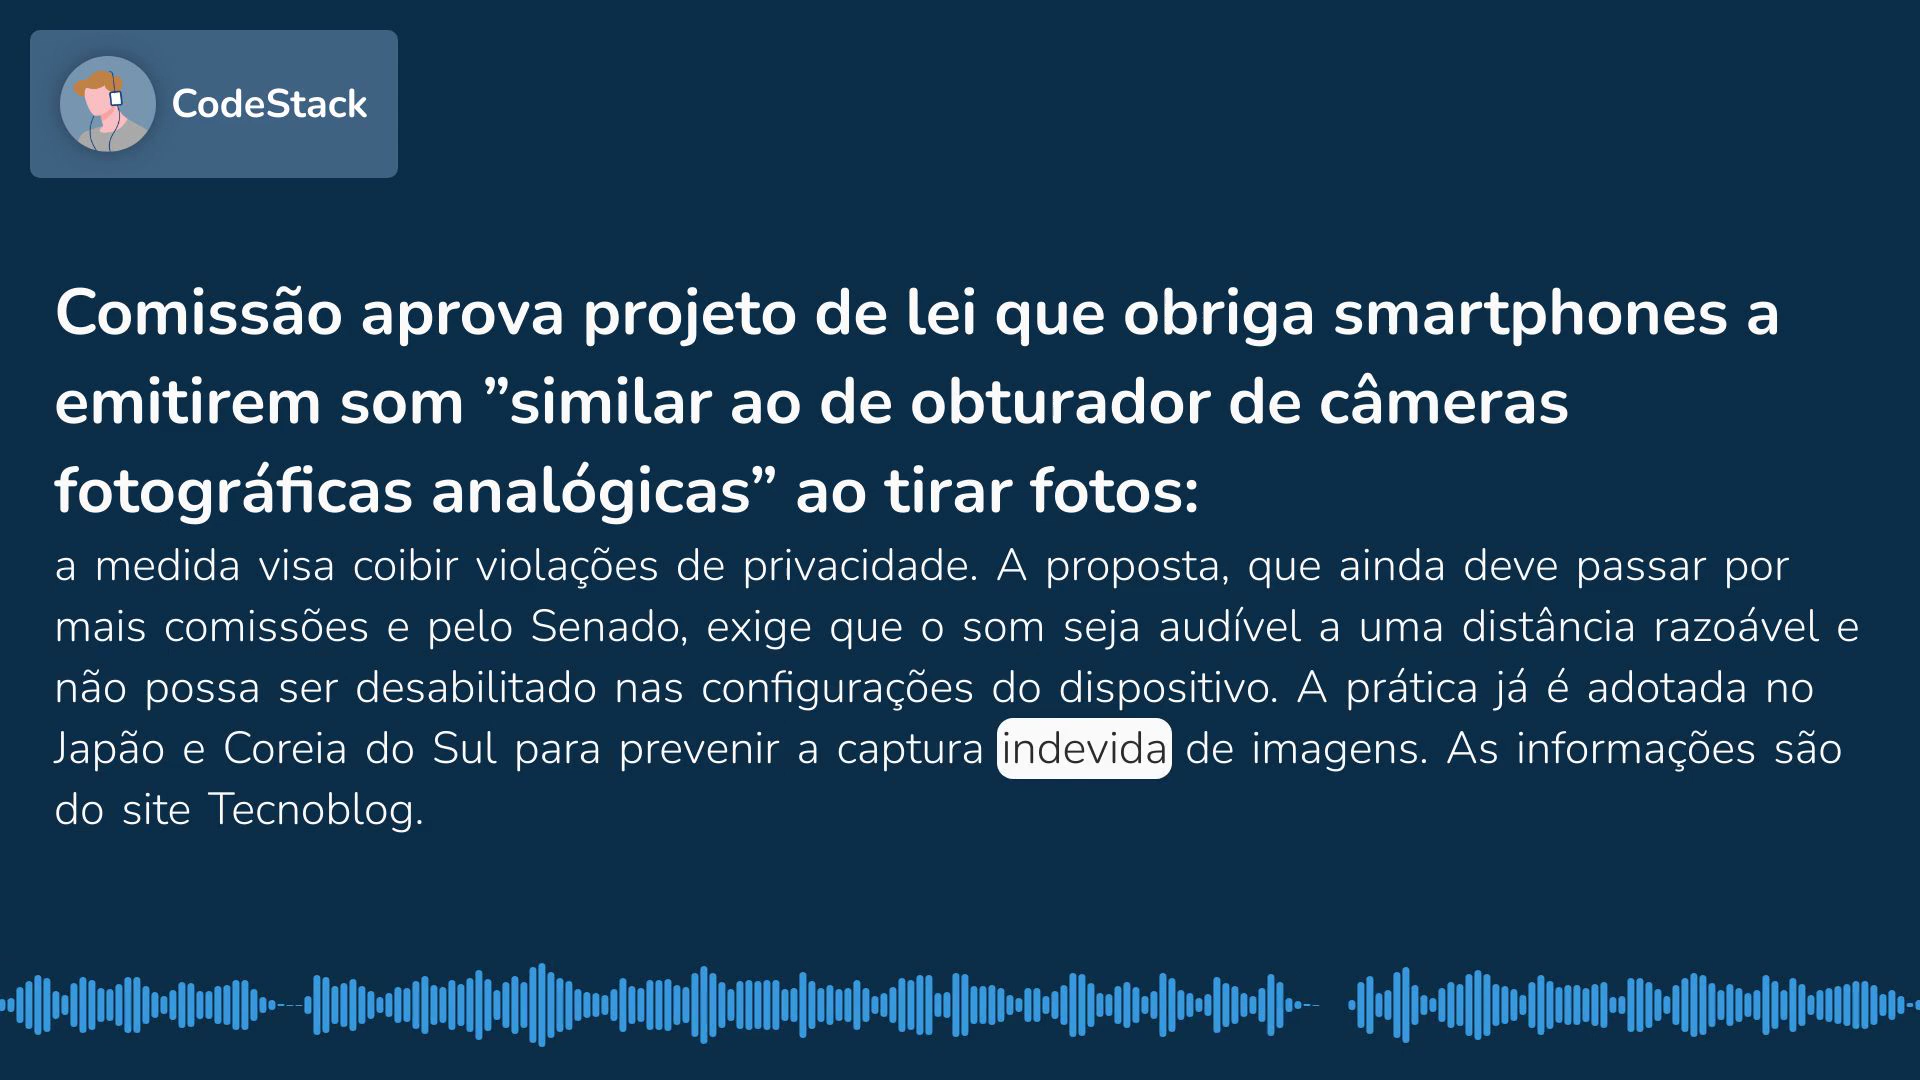 CodeStack
Comissão aprova projeto de lei que obriga smartphones a
emitirem som ”similar ao de obturador de câmeras
fotográficas analógicas” ao tirar fotos:
a medida visa coibir violações de privacidade. A proposta, que ainda deve passar por
mais comissões e pelo Senado, exige que o som seja audível a uma distância razoável e
não possa ser desabilitado nas configurações do dispositivo. A prática já é adotada no
Japão e Coreia do Sul para prevenir a captura indevida de imagens. As informações são
do site Tecnoblog.